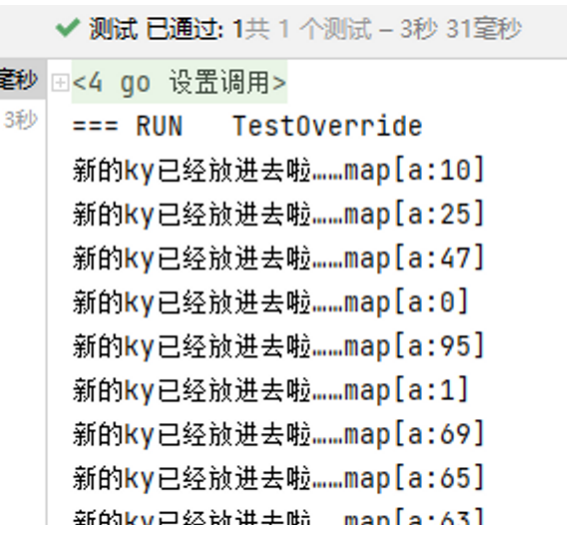 测试 已通过: 1共 1 个测试 – 3秒 31毫秒
毫秒
<4 go 设置调用>
3秒
=== RUN   TestOverride
新的ky已经放进去啦……map[a:10]
新的ky已经放进去啦……map[a:25]
新的ky已经放进去啦……map[a:47]
新的ky已经放进去啦……map[a:0]
新的ky已经放进去啦……map[a:95]
新的ky已经放进去啦……map[a:1]
新的ky已经放进去啦……map[a:69]
新的ky已经放进去啦……map[a:65]
新的ky已经放进去啦……map[a:63]